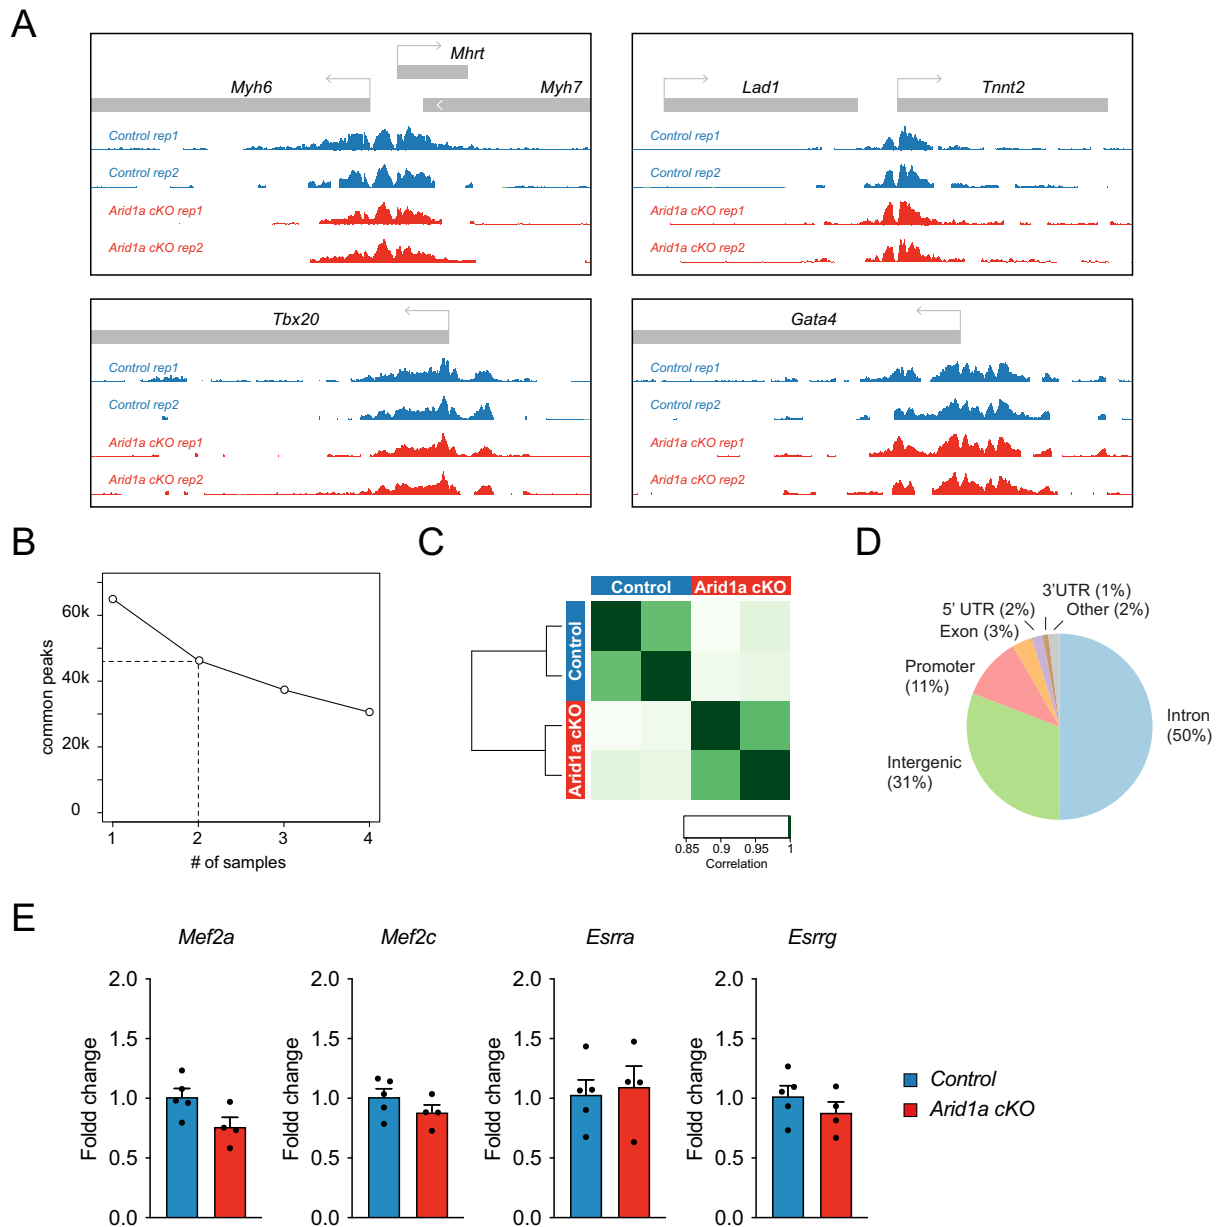 A
Mhrt
Myh6
Myh7
Control rep1
Control rep2
Arid1a cKO rep1
Arid1a cKO rep2
Lad1
Tnnt2
Control rep1
Control rep2
Arid1a cKO rep1
Arid1a cKO rep2
Tbx20
Control rep1
Control rep2
Arid1a cKO rep1
Arid1a cKO rep2
Gata4
Control rep1
Control rep2
Arid1a cKO rep1
Arid1a cKO rep2
B
60k
40k
20k
0
common peaks
1 2 3 4
# of samples
C
Control Arid1a cKO
Control
Arid1a cKO
0.85 0.9 0.95 1
Correlation
D
3'UTR (1%)
5' UTR (2%)
Other (2%)
Exon (3%)
Promoter
(11%)
Intron
(50%)
Intergenic
(31%)
E
Mef2a
2.0
1.5
1.0
0.5
0.0
Foldd change
Mef2c
2.0
1.5
1.0
0.5
0.0
Foldd change
Esrra
2.0
1.5
1.0
0.5
0.0
Foldd change
Esrrg
2.0
1.5
1.0
0.5
0.0
Foldd change
Control
Arid1a cKO